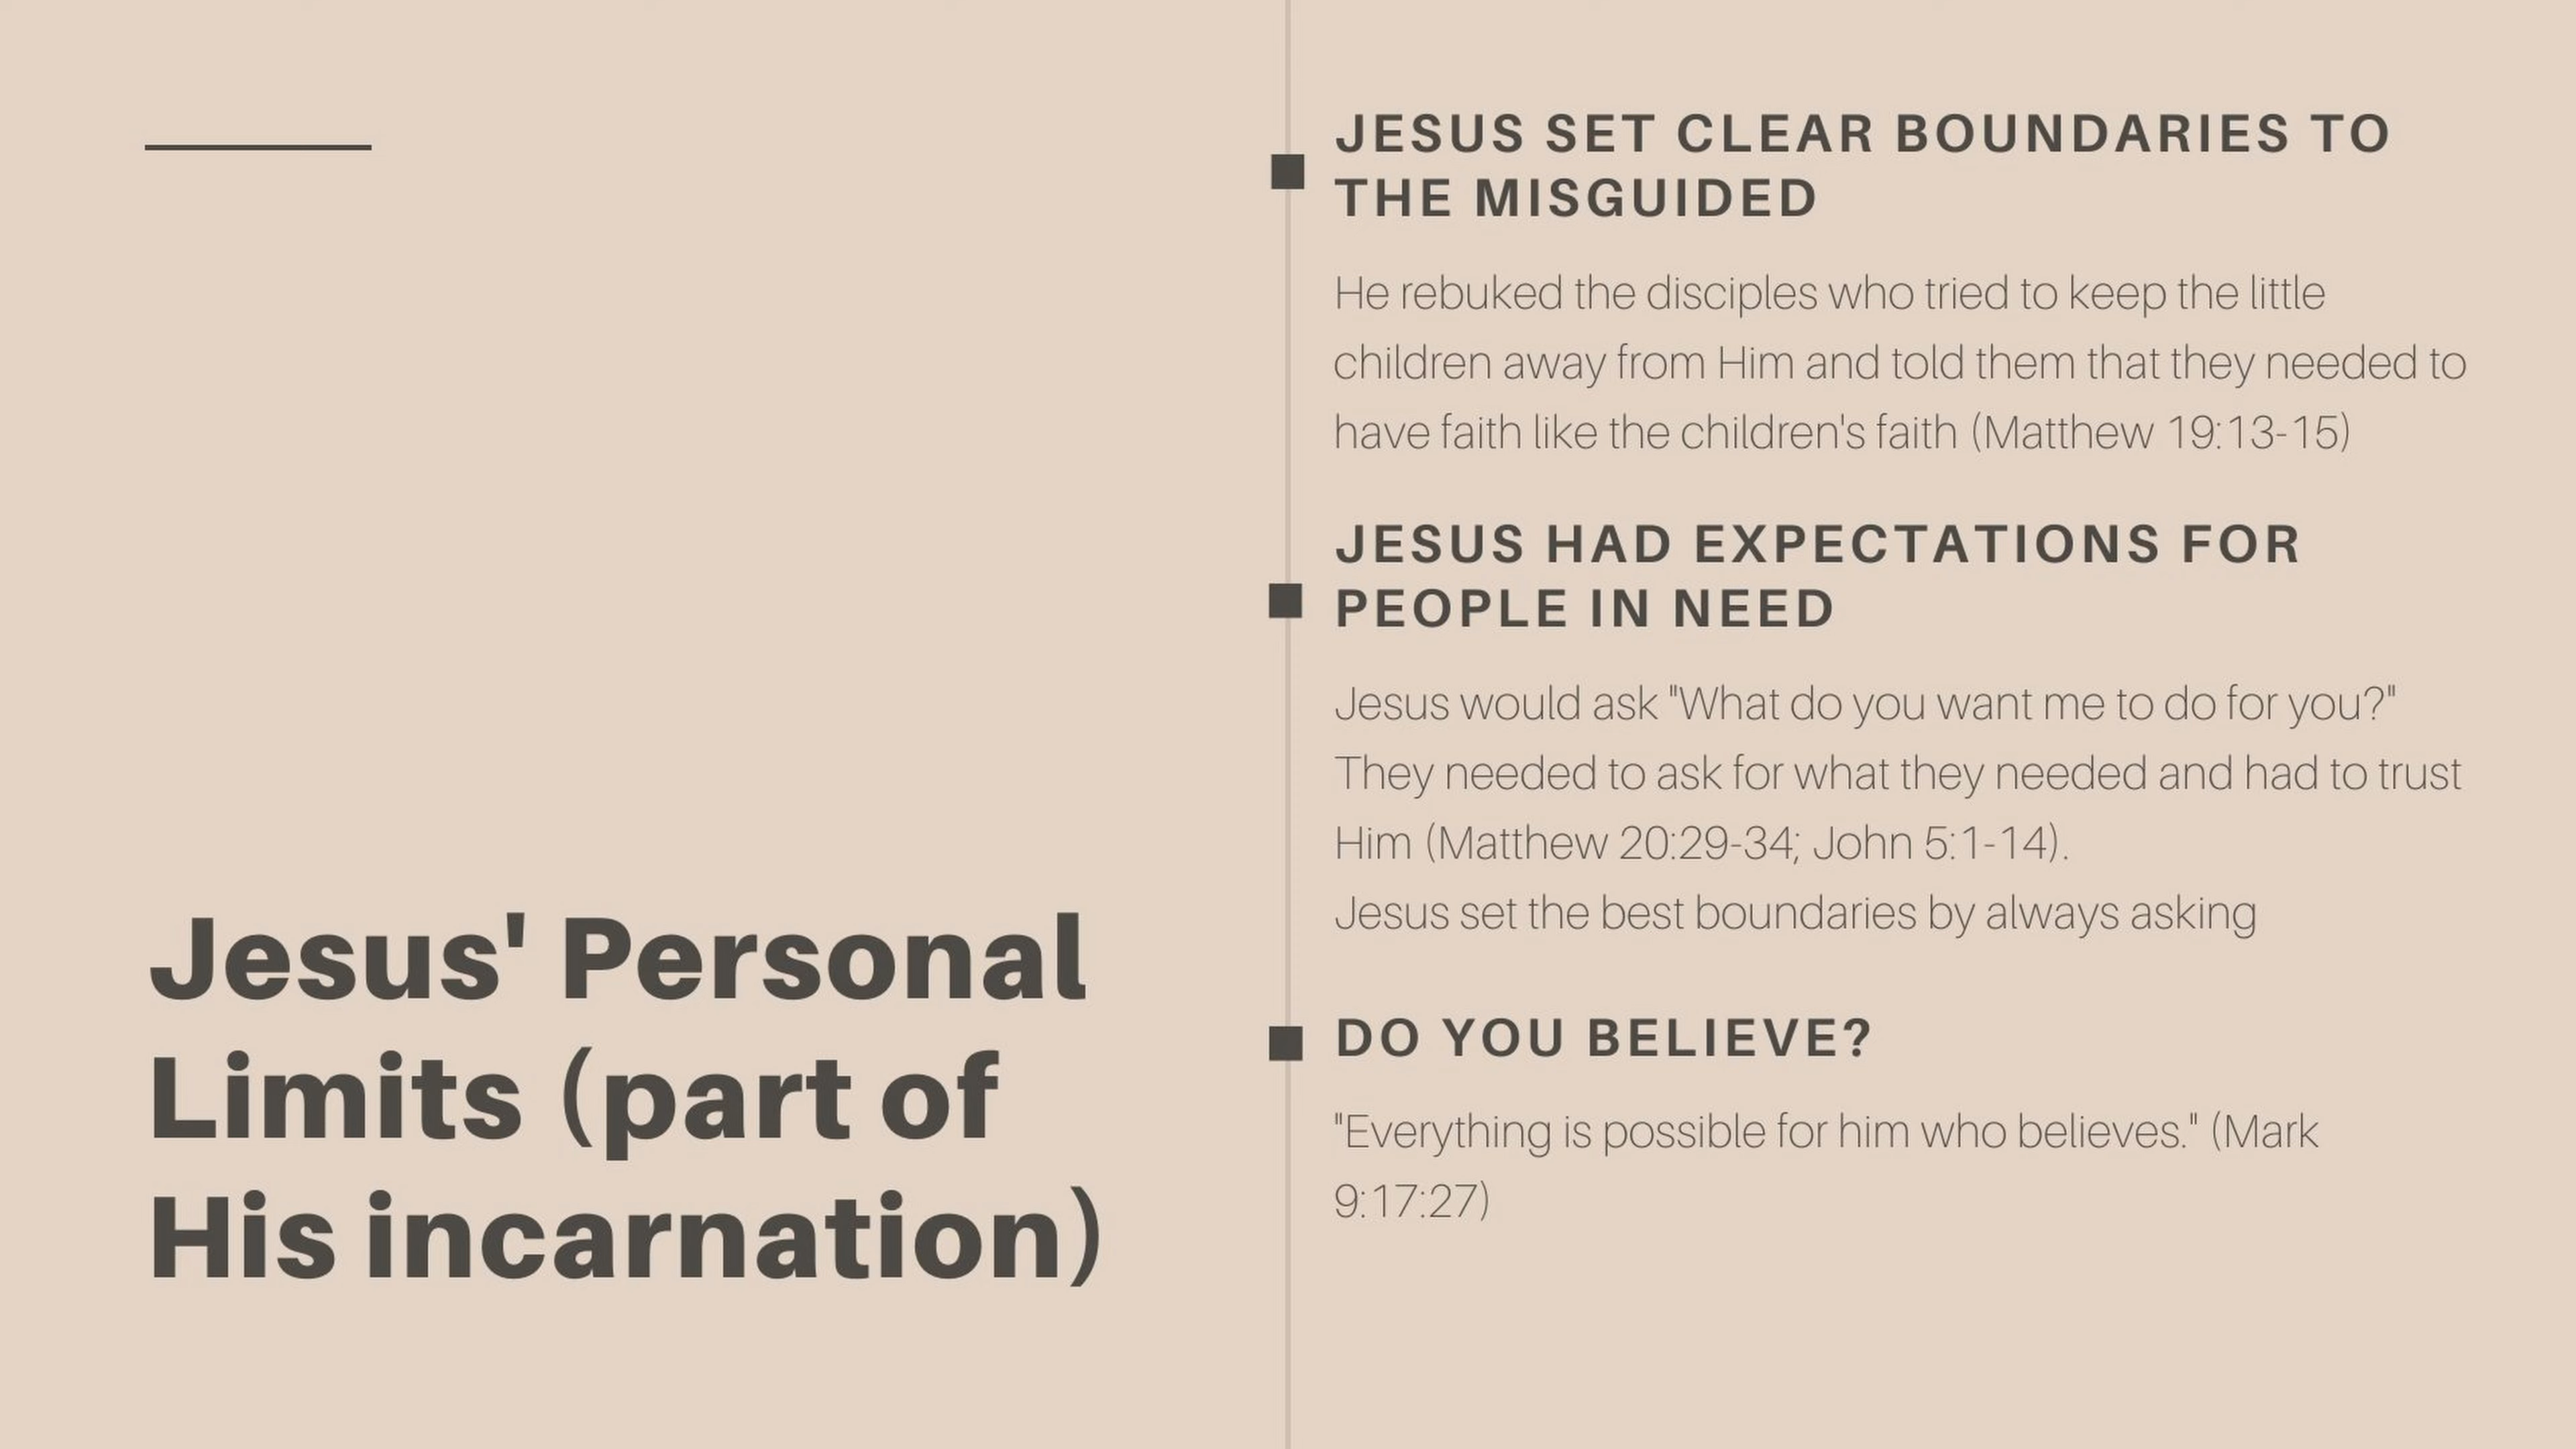 JESUS SET CLEAR BOUNDARIES TO
THE MISGUIDED
He rebuked the disciples who tried to keep the little
children away from Him and told them that they needed to
have faith like the children's faith (Matthew 19:13-15)
JESUS HAD EXPECTATIONS FOR
PEOPLE IN NEED
Jesus would ask "What do you want me to do for you?"
They needed to ask for what they needed and had to trust
Him (Matthew 20:29-34; John 5:1-14).
Jesus set the best boundaries by always asking
DO YOU BELIEVE?
"Everything is possible for him who believes." (Mark
9:17:27)
Jesus' Personal
Limits (part of
His incarnation)